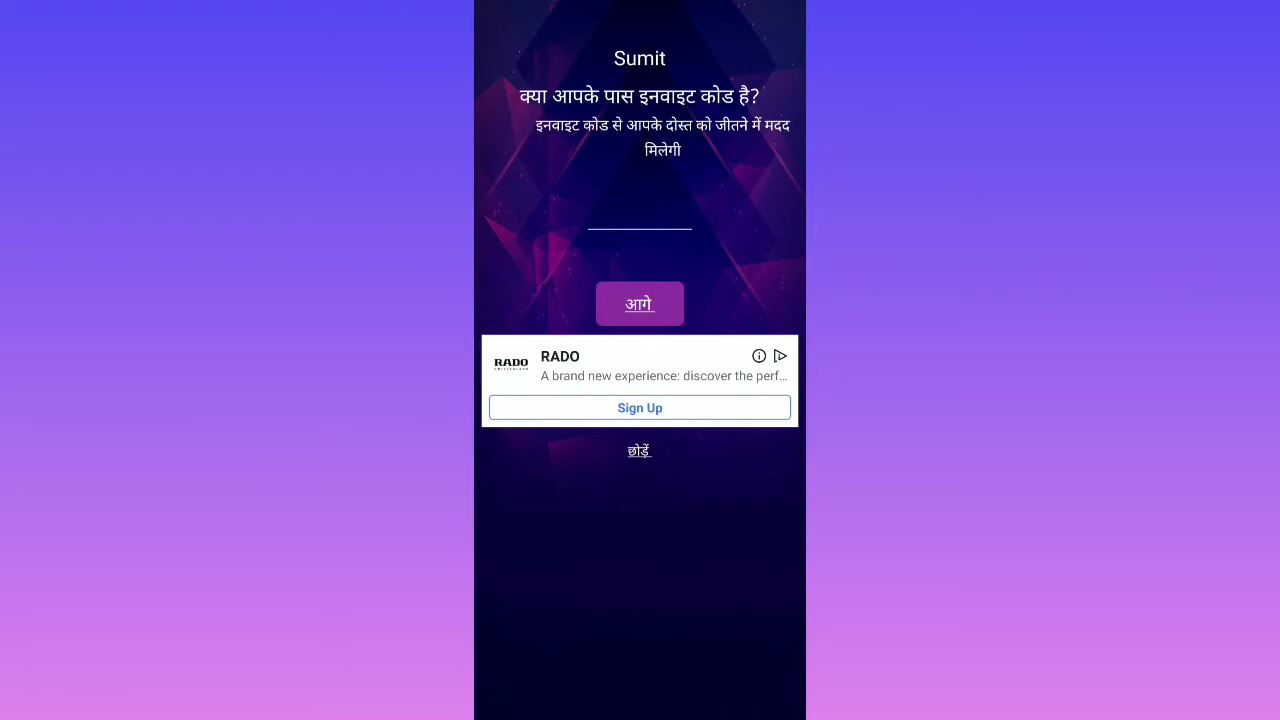 Sumit
क्या आपके पास इनवाइट कोड है?
इनवाइट कोड से आपके दोस्त को जीतने में मदद
मिलेगी
आगे
RADO
RADO
SWITZERLAND
A brand new experience: discover the perf...
Sign Up
छोड़ें